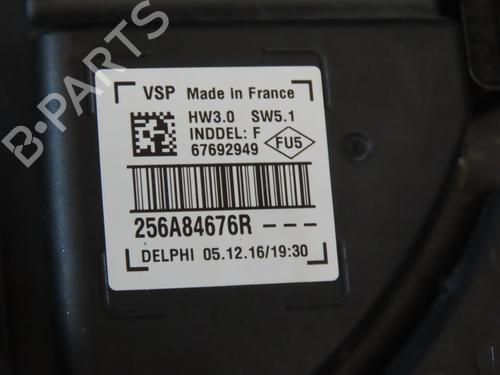 B-PARTS
VSP Made in France
HW3.0 SW5.1
INDDEL: F
67692949
FU5
256A84676R ---
DELPHI 05.12.16/19:30